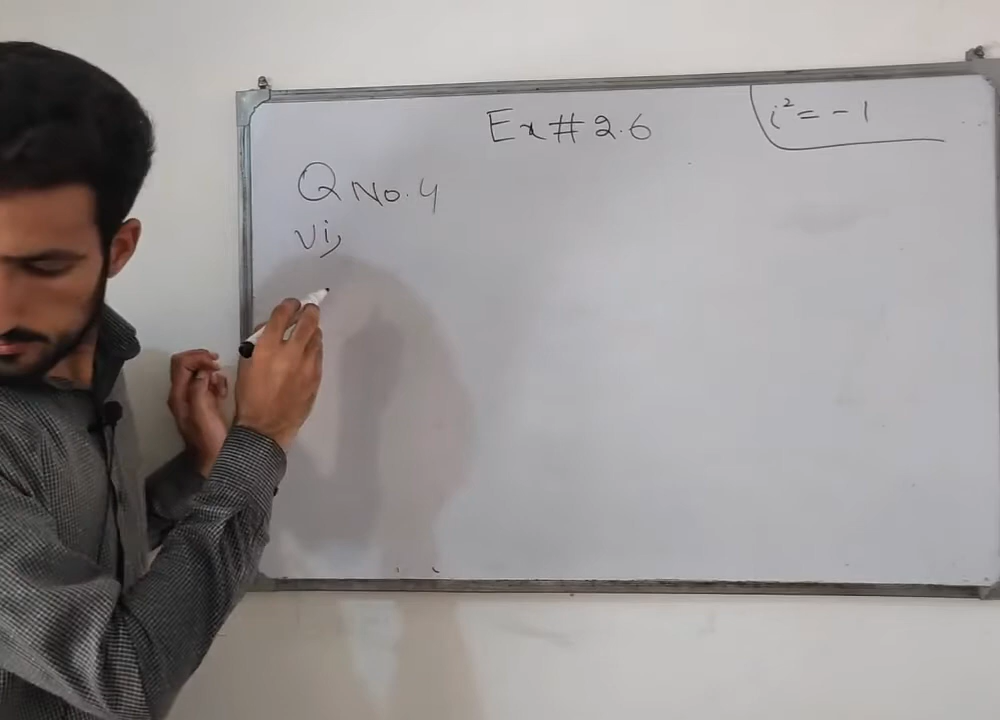 Ex # 2.6
i² = -1
Q No. 4
vi,